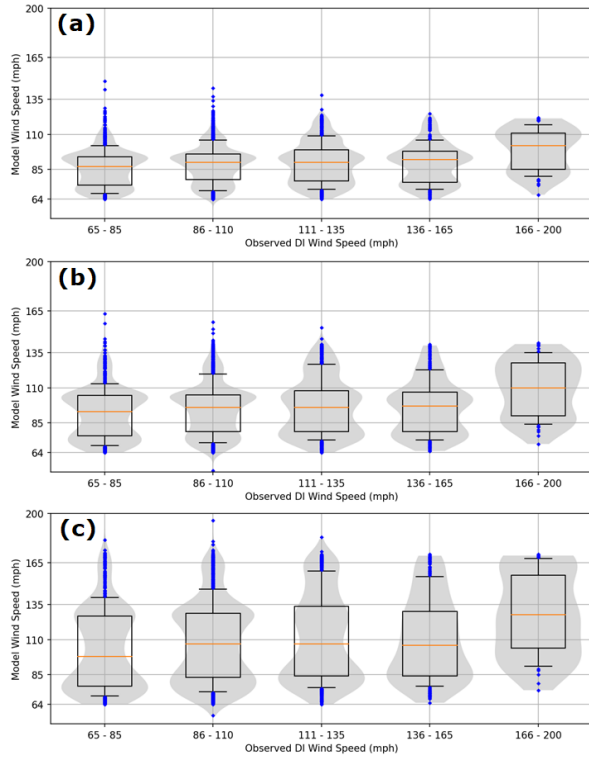 (a)
200
165
135
110
85
64
Model Wind Speed (mph)
65 - 85
86 - 110
111 - 135
136 - 165
166 - 200
Observed DI Wind Speed (mph)
(b)
200
165
135
110
85
64
Model Wind Speed (mph)
65 - 85
86 - 110
111 - 135
136 - 165
166 - 200
Observed DI Wind Speed (mph)
(c)
200
165
135
110
85
64
Model Wind Speed (mph)
65 - 85
86 - 110
111 - 135
136 - 165
166 - 200
Observed DI Wind Speed (mph)